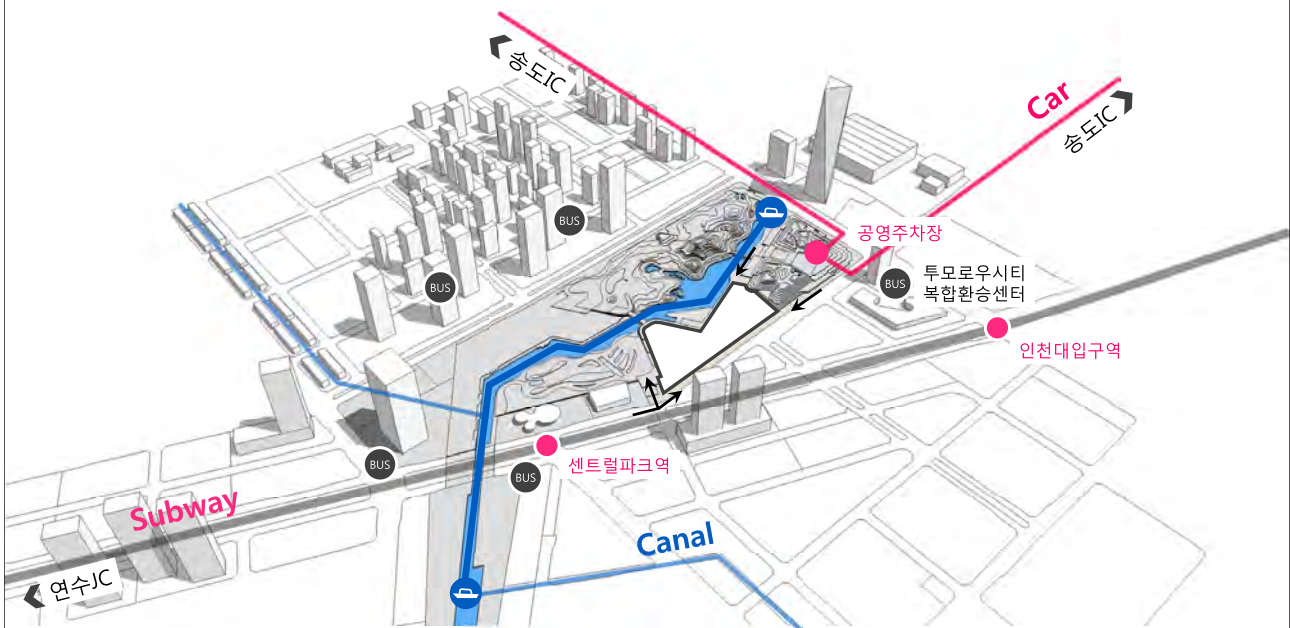 송도IC
Car
송도IC
BUS
공영주차장
BUS
투모로우시티
복합환승센터
BUS
인천대입구역
BUS
센트럴파크역
BUS
Subway
Canal
연수JC